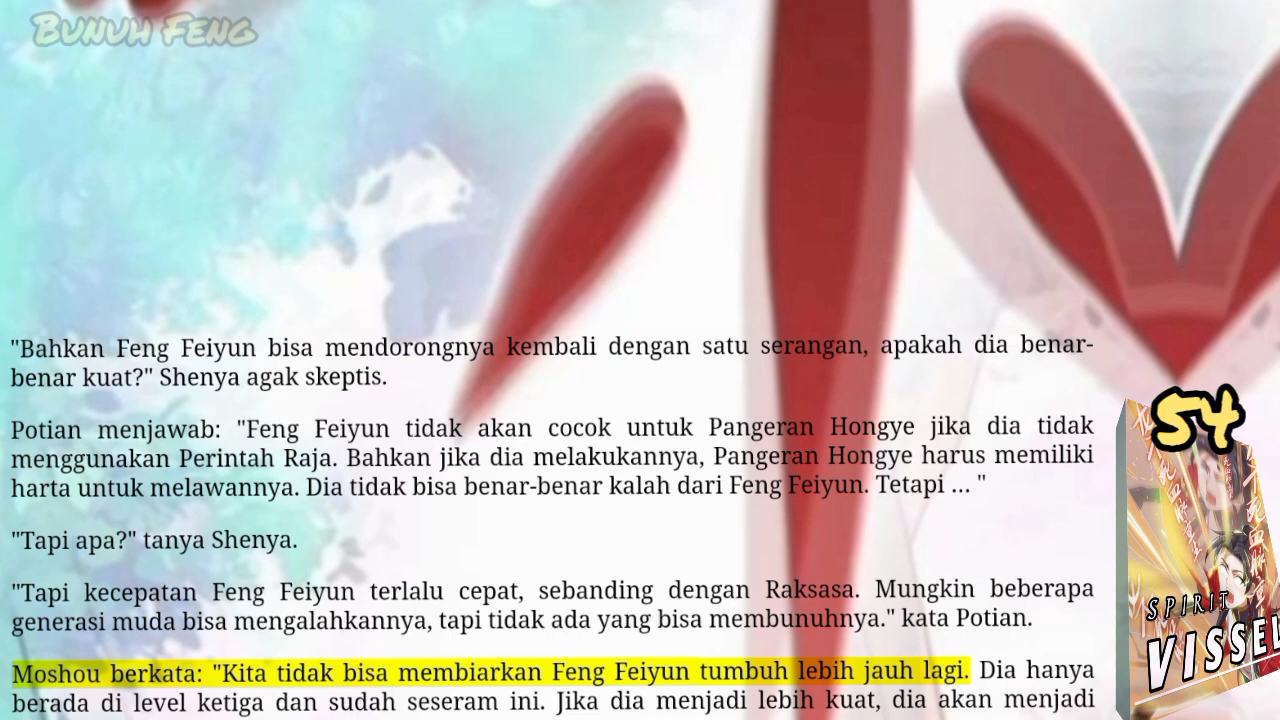 Bunuh Feng
"Bahkan Feng Feiyun bisa mendorongnya kembali dengan satu serangan, apakah dia benar-
benar kuat?" Shenya agak skeptis.
Potian menjawab: "Feng Feiyun tidak akan cocok untuk Pangeran Hongye jika dia tidak
menggunakan Perintah Raja. Bahkan jika dia melakukannya, Pangeran Hongye harus memiliki
harta untuk melawannya. Dia tidak bisa benar-benar kalah dari Feng Feiyun. Tetapi ... "
"Tapi apa?" tanya Shenya.
"Tapi kecepatan Feng Feiyun terlalu cepat, sebanding dengan Raksasa. Mungkin beberapa
generasi muda bisa mengalahkannya, tapi tidak ada yang bisa membunuhnya." kata Potian.
Moshou berkata: "Kita tidak bisa membiarkan Feng Feiyun tumbuh lebih jauh lagi. Dia hanya
berada di level ketiga dan sudah seseram ini. Jika dia menjadi lebih kuat, dia akan menjadi
54
SPIRIT
VISSEL